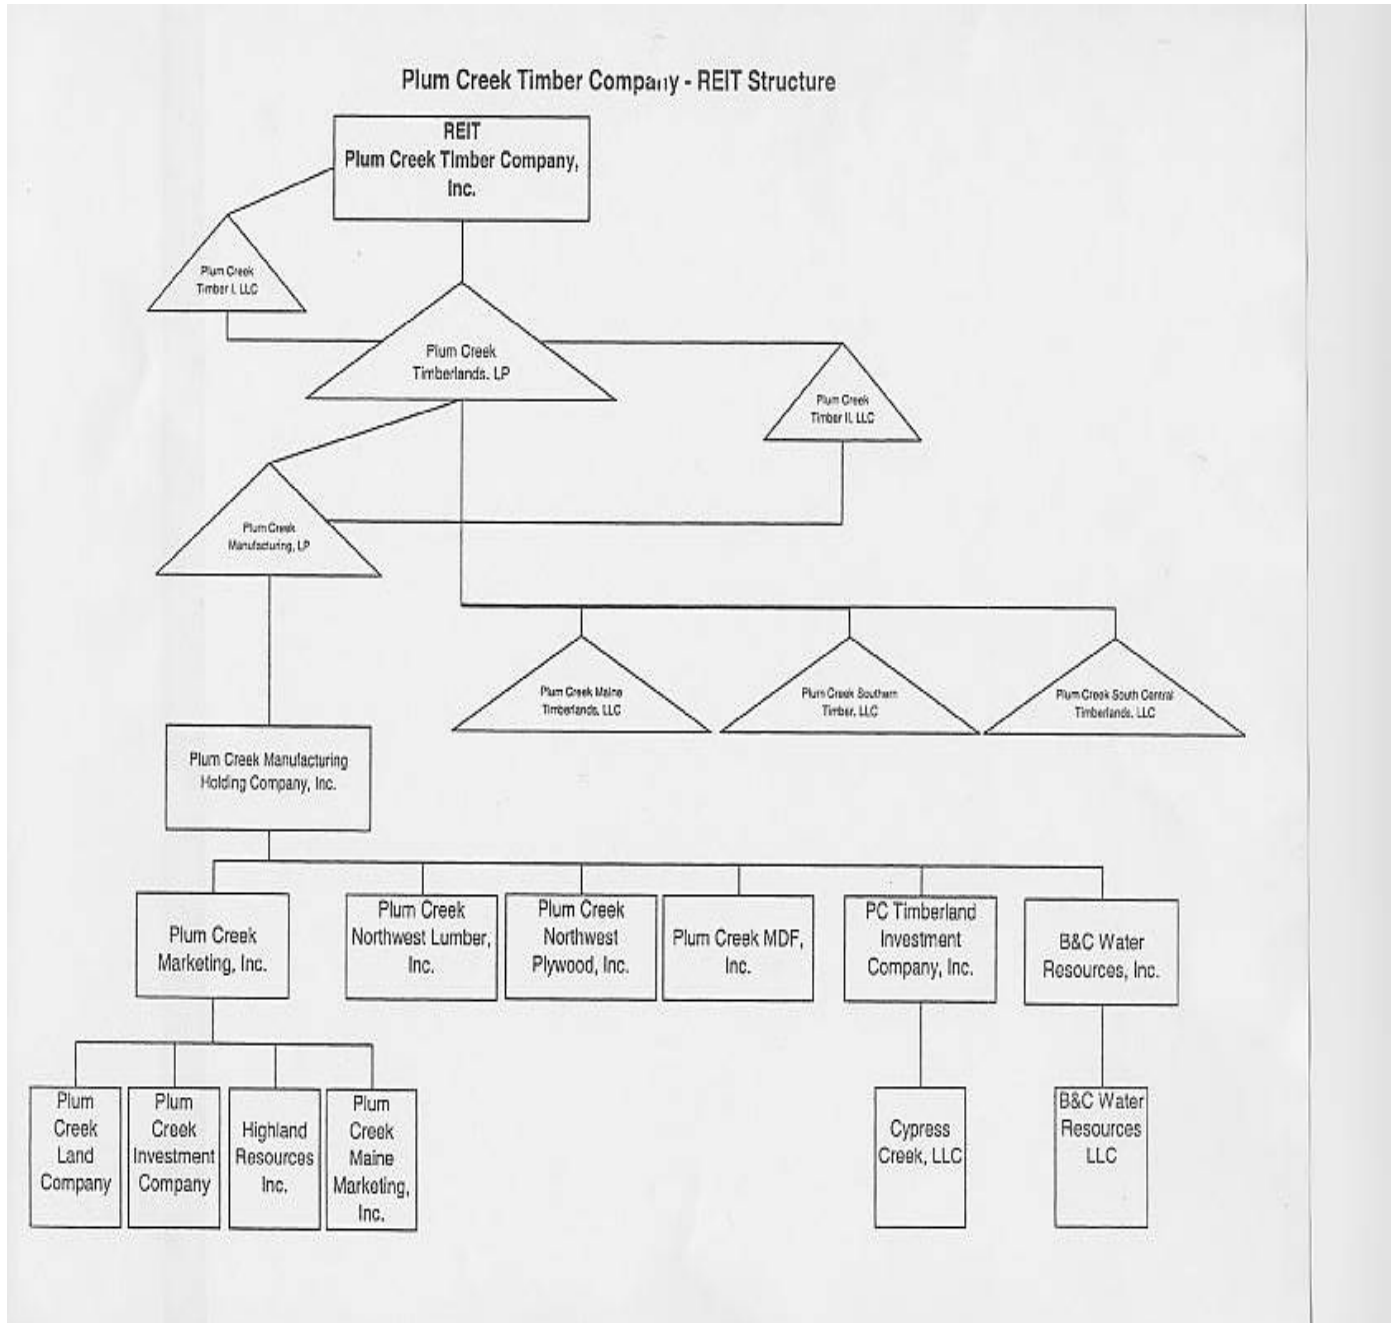 Plum Creek Timber Company - REIT Structure
REIT
Plum Creek Timber Company,
Inc.
Plum Creek
Timber I, LLC
Plum Creek
Timberlands, LP
Plum Creek
Timber II, LLC
Plum Creek
Manufacturing, LP
Plum Creek Maine
Timberlands, LLC
Plum Creek Southern
Timber, LLC
Plum Creek South Central
Timberlands, LLC
Plum Creek Manufacturing
Holding Company, Inc.
Plum Creek
Marketing, Inc.
Plum Creek
Northwest Lumber,
Inc.
Plum Creek
Northwest
Plywood, Inc.
Plum Creek MDF,
Inc.
PC Timberland
Investment
Company, Inc.
B&C Water
Resources, Inc.
Plum
Creek
Land
Company
Plum
Creek
Investment
Company
Highland
Resources
Inc.
Plum
Creek
Maine
Marketing,
Inc.
Cypress
Creek, LLC
B&C Water
Resources
LLC